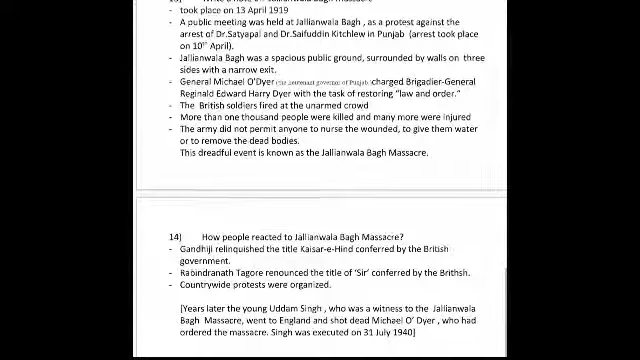 - took place on 13 April 1919
- A public meeting was held at Jallianwala Bagh , as a protest against the
arrest of Dr.Satyapal and Dr.Saifuddin Kitchlew in Punjab (arrest took place
on 10th April).
- Jallianwala Bagh was a spacious public ground, surrounded by walls on three
sides with a narrow exit.
- General Michael O'Dyer (the lieutenant governor of Punjab) charged Brigadier-General
Reginald Edward Harry Dyer with the task of restoring "law and order."
- The British soldiers fired at the unarmed crowd
- More than one thousand people were killed and many more were injured
- The army did not permit anyone to nurse the wounded, to give them water
or to remove the dead bodies.
This dreadful event is known as the Jallianwala Bagh Massacre.
14) How people reacted to Jallianwala Bagh Massacre?
- Gandhiji relinquished the title Kaisar-e-Hind conferred by the British
government.
- Rabindranath Tagore renounced the title of 'Sir' conferred by the Brithsh.
- Countrywide protests were organized.
[Years later the young Uddam Singh , who was a witness to the Jallianwala
Bagh Massacre, went to England and shot dead Michael O' Dyer , who had
ordered the massacre. Singh was executed on 31 July 1940]